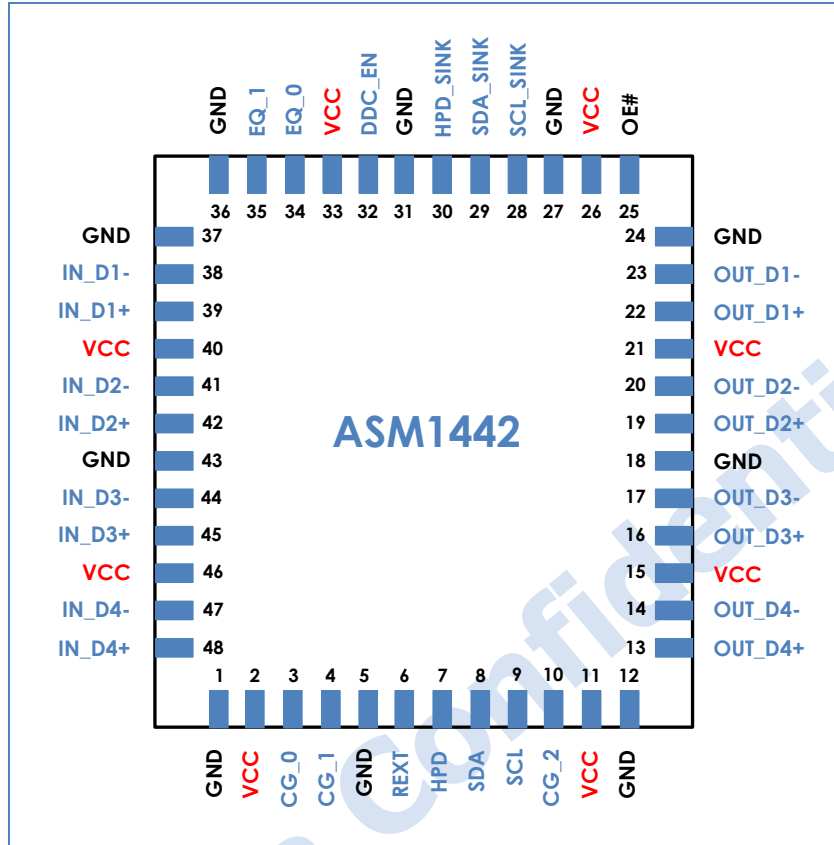 GND EQ_1 EQ_0 VCC DDC_EN GND HPD_SINK SDA_SINK SCL_SINK GND VCC OE#
36 35 34 33 32 31 30 29 28 27 26 25
GND 37 24 GND
IN_D1- 38 23 OUT_D1-
IN_D1+ 39 22 OUT_D1+
VCC 40 21 VCC
IN_D2- 41 20 OUT_D2-
IN_D2+ 42 19 OUT_D2+
ASM1442
GND 43 18 GND
IN_D3- 44 17 OUT_D3-
IN_D3+ 45 16 OUT_D3+
VCC 46 15 VCC
IN_D4- 47 14 OUT_D4-
IN_D4+ 48 13 OUT_D4+
1 2 3 4 5 6 7 8 9 10 11 12
GND VCC CG_0 CG_1 GND REXT HPD SDA SCL CG_2 VCC GND
Confidenti